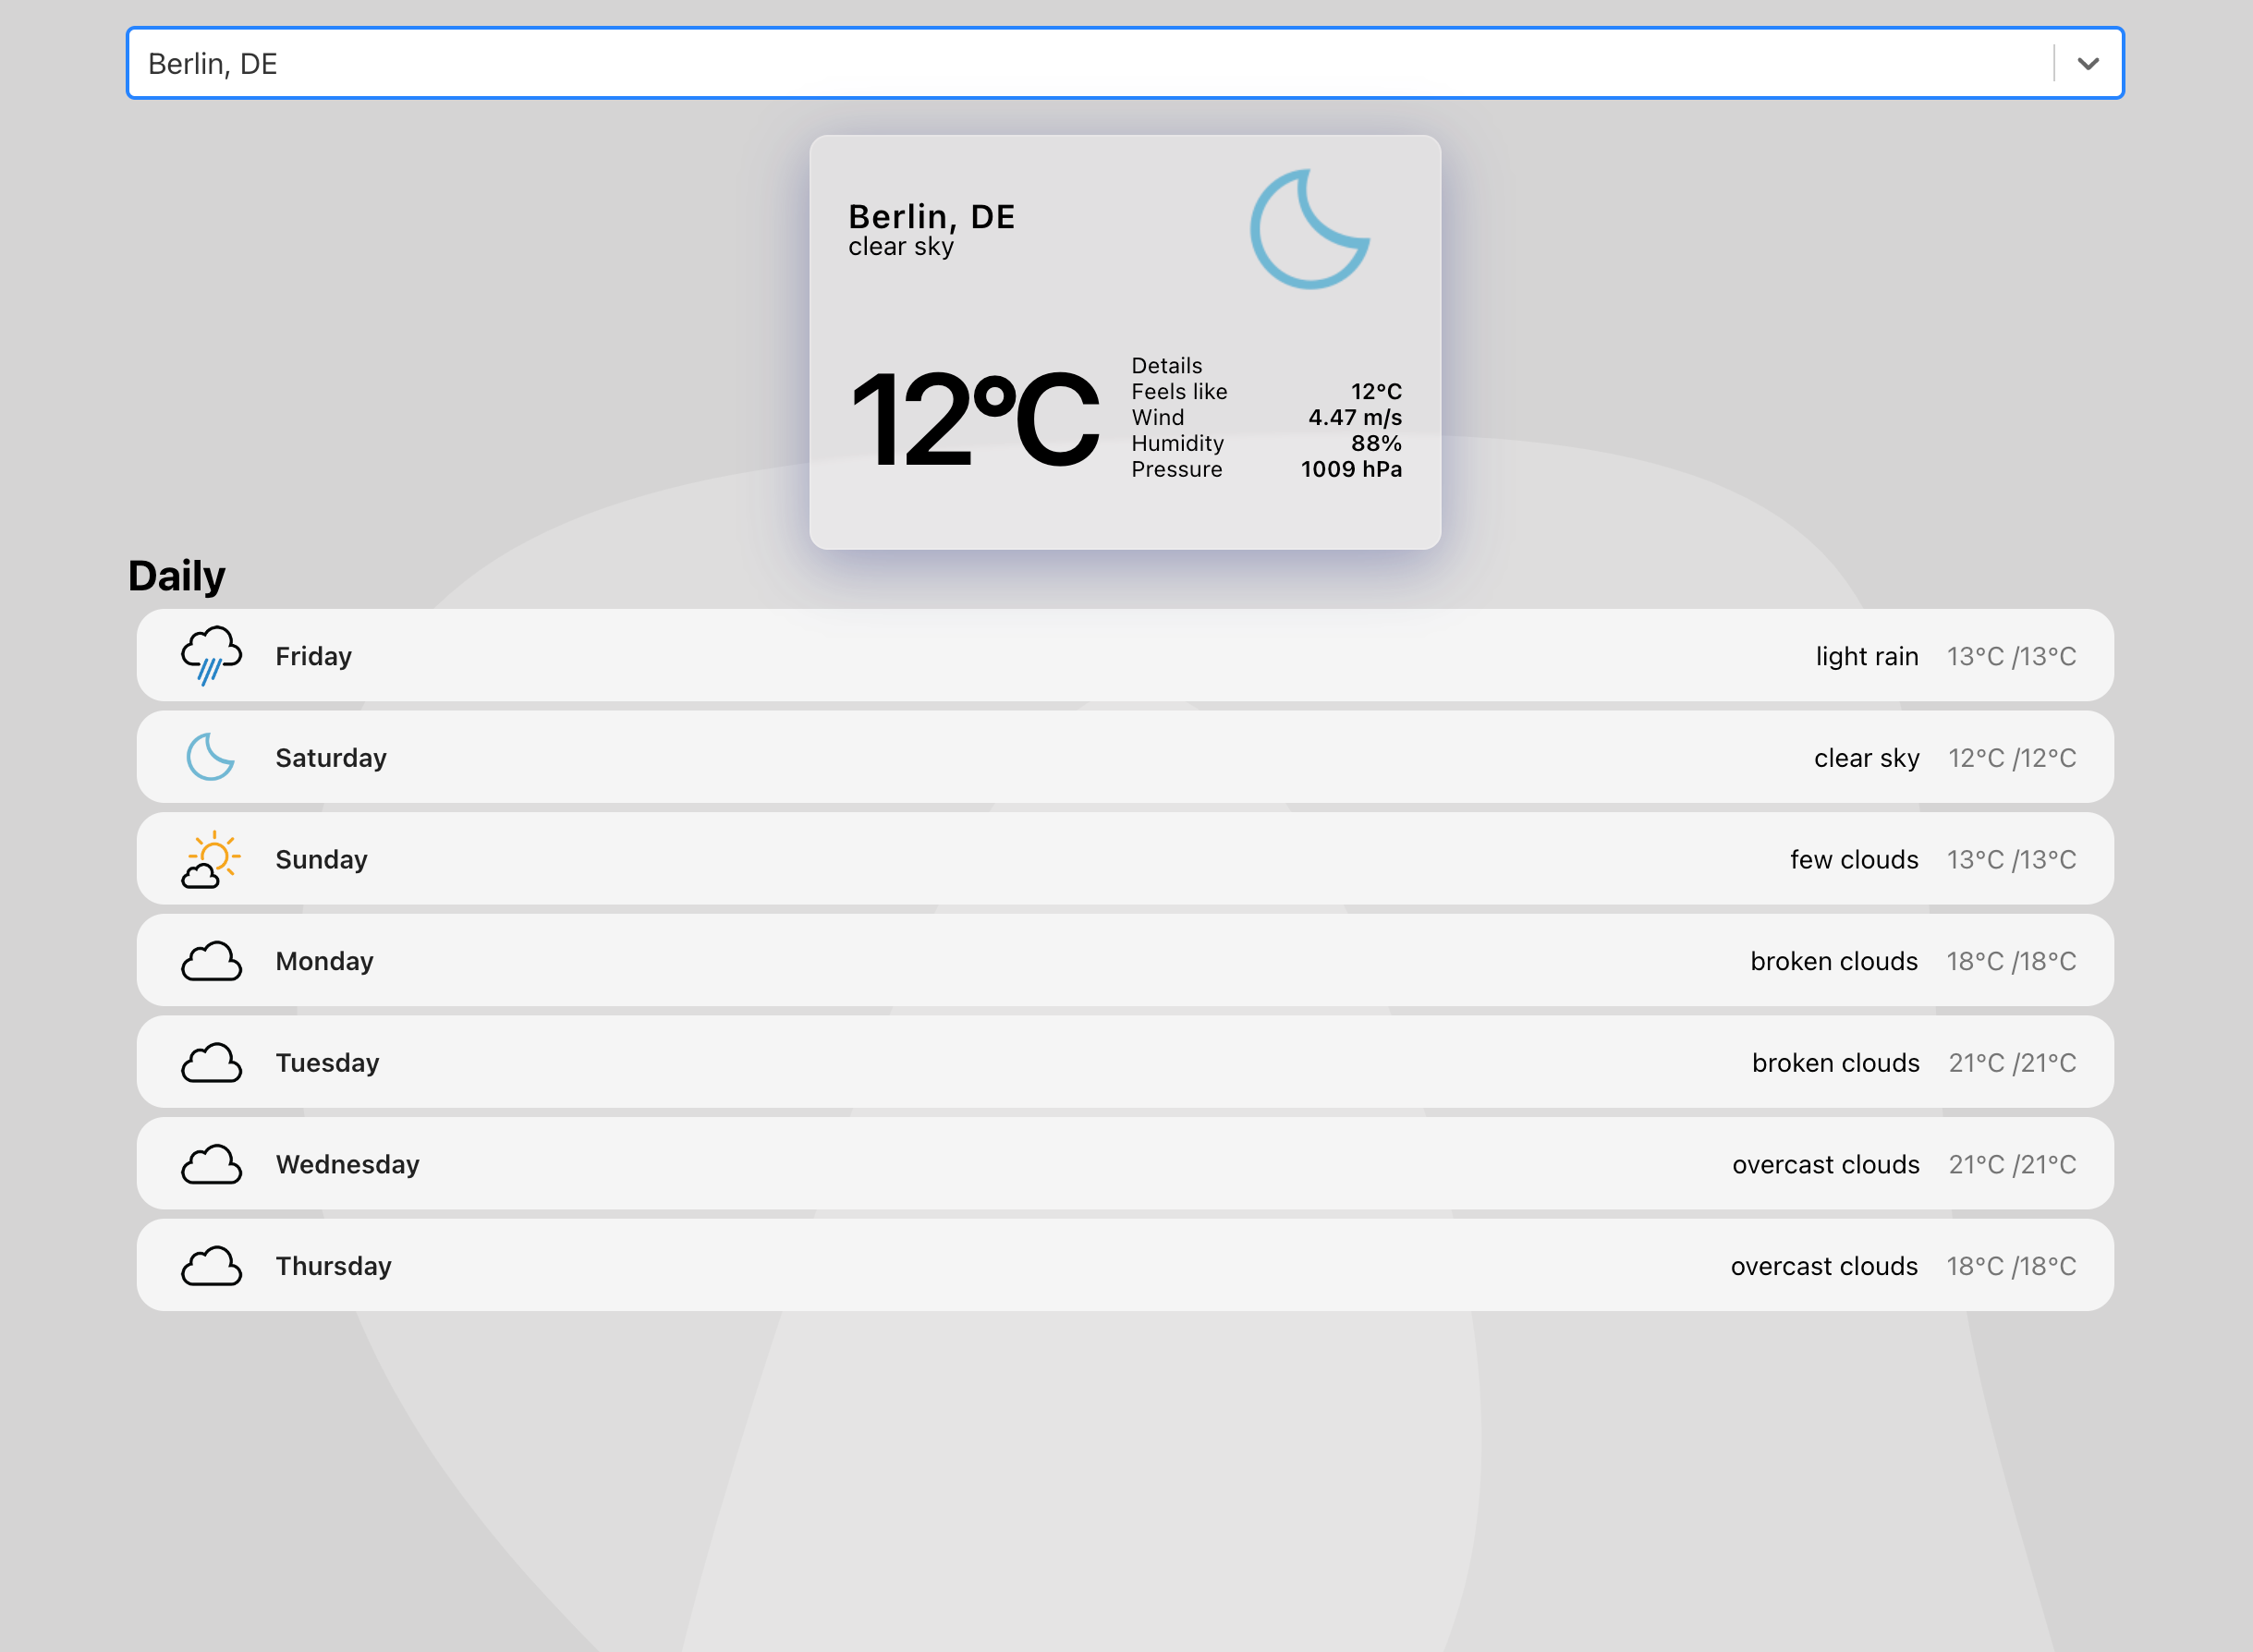 Berlin, DE
Berlin, DE
clear sky
12°C
Details
Feels like 12°C
Wind 4.47 m/s
Humidity 88%
Pressure 1009 hPa
Daily
Friday light rain 13°C /13°C
Saturday clear sky 12°C /12°C
Sunday few clouds 13°C /13°C
Monday broken clouds 18°C /18°C
Tuesday broken clouds 21°C /21°C
Wednesday overcast clouds 21°C /21°C
Thursday overcast clouds 18°C /18°C